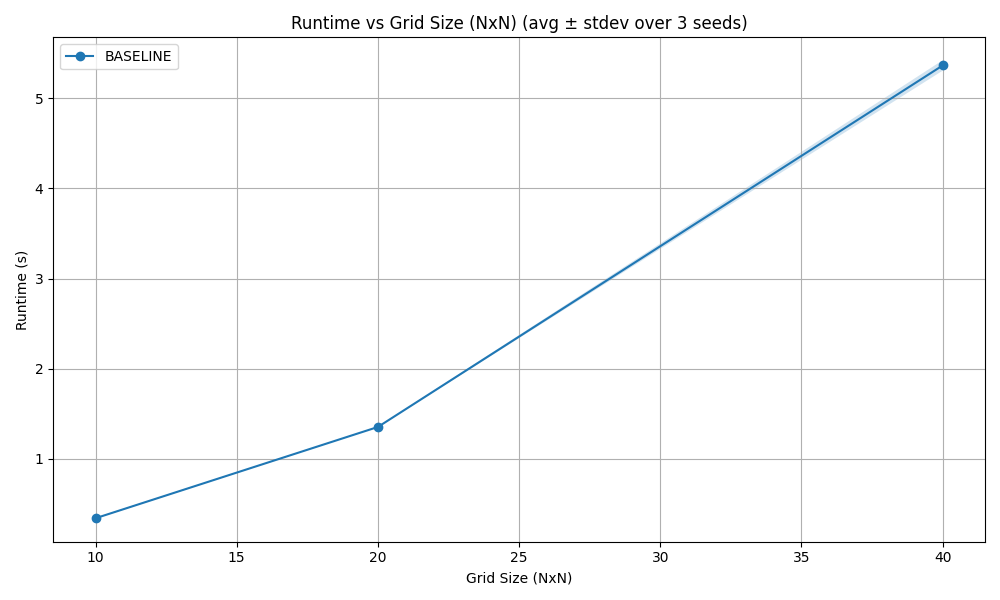 Runtime vs Grid Size (NxN) (avg ± stdev over 3 seeds)
BASELINE
Runtime (s)
5
4
3
2
1
10 15 20 25 30 35 40
Grid Size (NxN)